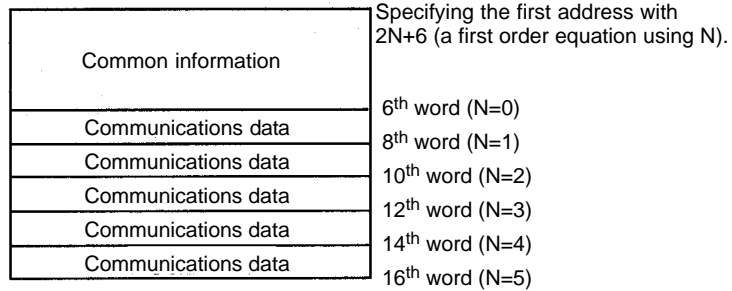 Specifying the first address with
2N+6 (a first order equation using N).
Common information
6th word (N=0)
Communications data
8th word (N=1)
Communications data
10th word (N=2)
Communications data
12th word (N=3)
Communications data
14th word (N=4)
Communications data
16th word (N=5)